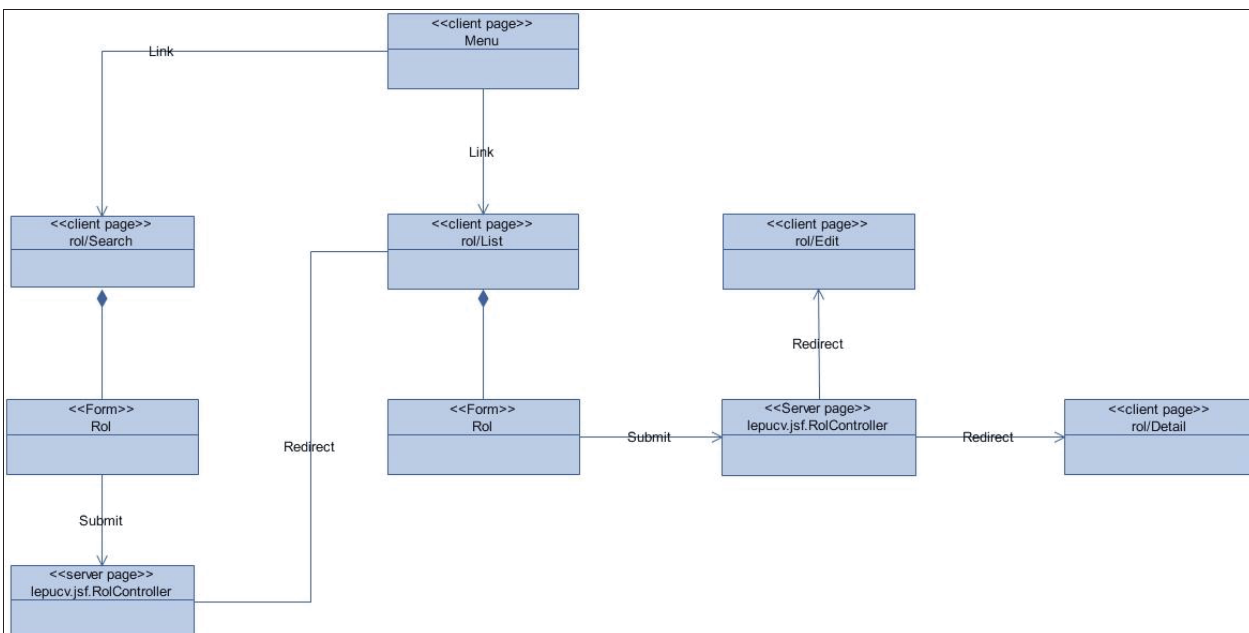 <<client page>>
Menu
Link
Link
<<client page>>
rol/Search
<<client page>>
rol/List
<<client page>>
rol/Edit
Redirect
<<Form>>
Rol
<<Form>>
Rol
<<Server page>>
lepucv.jsf.RolController
<<client page>>
rol/Detail
Redirect
Submit
Redirect
Submit
<<server page>>
lepucv.jsf.RolController